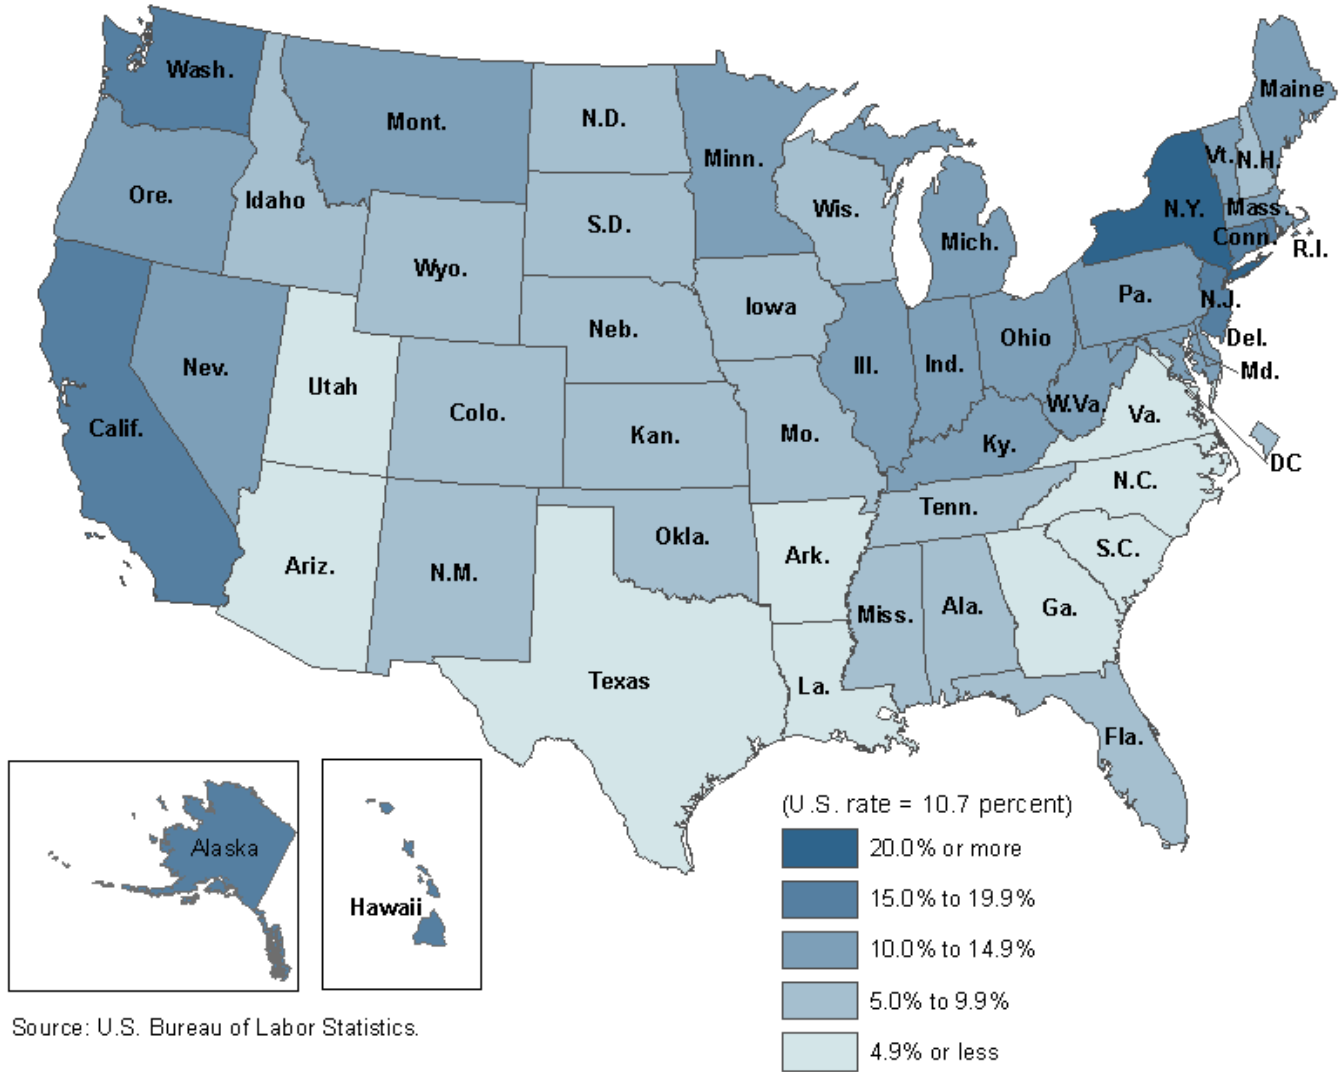 Wash.
Mont.
N.D.
Minn.
Maine
Vt.
N.H.
Ore.
Idaho
S.D.
Wis.
Mich.
N.Y.
Mass.
Conn.
R.I.
Wyo.
Iowa
Pa.
N.J.
Neb.
Ohio
Del.
Nev.
Utah
Ill.
Ind.
Md.
Colo.
Kan.
W.Va.
Va.
Calif.
Mo.
Ky.
DC
N.C.
Tenn.
Okla.
Ark.
S.C.
Ariz.
N.M.
Miss.
Ala.
Ga.
Texas
La.
Fla.
Alaska
Hawaii
(U.S. rate = 10.7 percent)
20.0% or more
15.0% to 19.9%
10.0% to 14.9%
5.0% to 9.9%
4.9% or less
Source: U.S. Bureau of Labor Statistics.